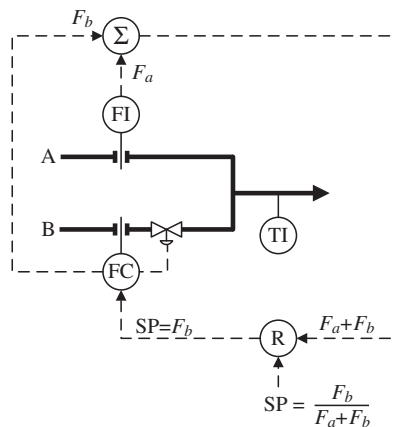 F_b
Σ
F_a
FI
A
B
TI
FC
SP=F_b
R
F_a+F_b
SP = F_b / F_a+F_b